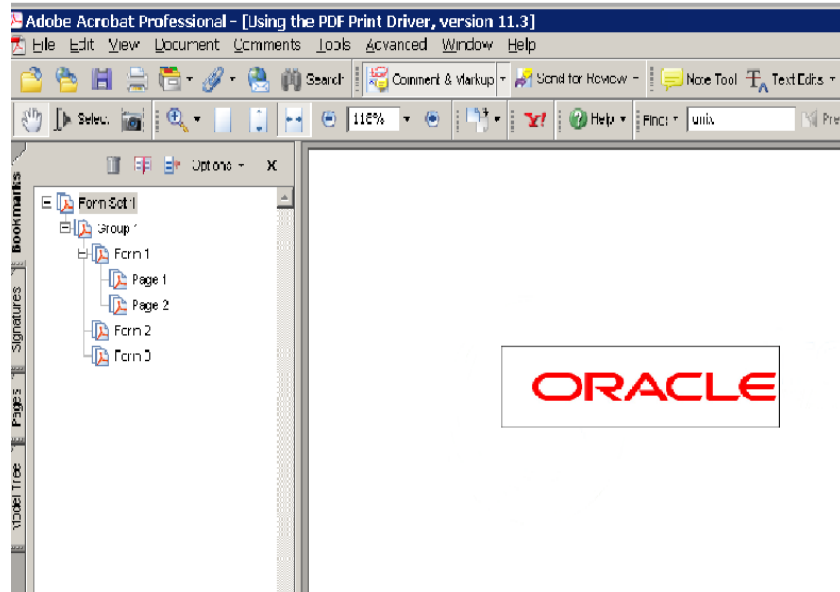 Adobe Acrobat Professional - [Using the PDF Print Driver, version 11.3]
File Edit View Document Comments Tools Advanced Window Help
Search Comment & Markup Send for Review Note Tool Text Edits
Select 116% Y! Help Find: unix Pre
Options x
Bookmarks
Signatures
Pages
Model Tree
Form Set 1
Group 1
Form 1
Page 1
Page 2
Form 2
Form 3
ORACLE